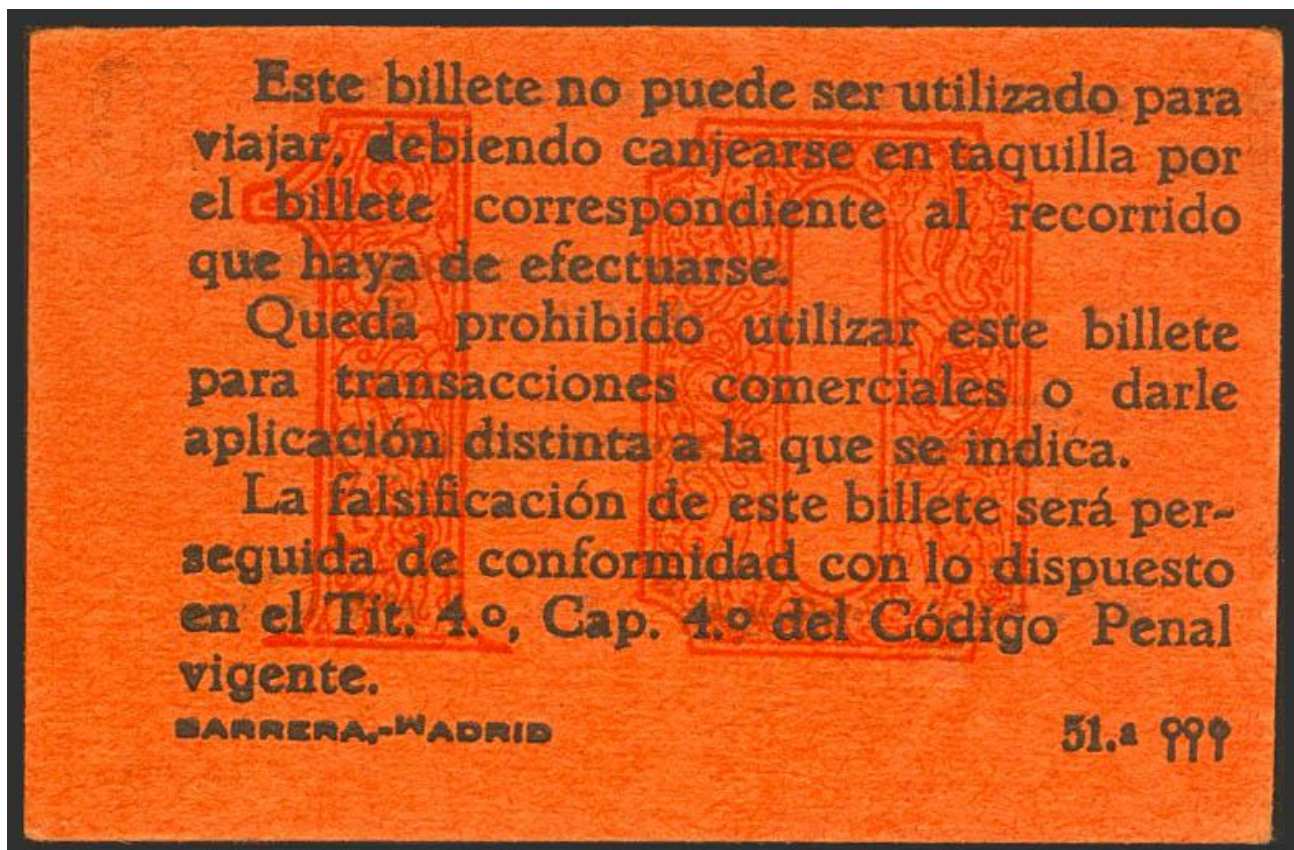 Este billete no puede ser utilizado para
viajar, debiendo canjearse en taquilla por
el billete correspondiente al recorrido
que haya de efectuarse.
Queda prohibido utilizar este billete
para transacciones comerciales o darle
aplicación distinta a la que se indica.
La falsificación de este billete será per-
seguida de conformidad con lo dispuesto
en el Tit. 4.º, Cap. 4.º del Código Penal
vigente.
BARRERA,-MADRID 51.a
10